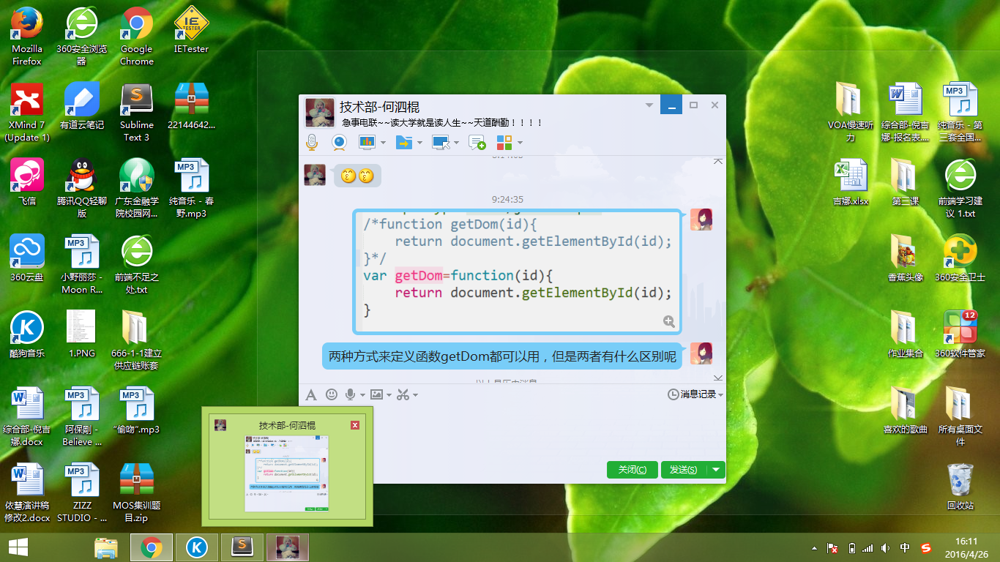 Mozilla
Firefox
360安全浏览
器
Google
Chrome
IETester
XMind 7
(Update 1)
有道云笔记
Sublime
Text 3
22144642...
飞信
腾讯QQ轻聊
版
广东金融学
院校园网...
MP3
纯音乐 - 春
野.mp3
360云盘
MP3
小野丽莎 -
Moon R...
前端不足之
处.txt
酷狗音乐
1.PNG
666-1-1建立
供应链账套
综合部-倪吉
娜.docx
MP3
阿保刚 -
Believe ...
MP3
“偷吻”.mp3
依慧演讲稿
修改2.docx
MP3
ZIZZ
STUDIO - ...
MOS集训题
目.zip
技术部-何泗棍
急事电联~~读大学就是读人生~~天道酬勤！！！！
9:24:35
/*function getDom(id){
return document.getElementById(id);
}*/
var getDom=function(id){
return document.getElementById(id);
}
两种方式来定义函数getDom都可以用，但是两者有什么区别呢
消息记录
关闭(C)
发送(S)
技术部-何泗棍
VOA慢速听
力
综合部-倪吉
娜-报名表....
MP3
纯音乐 - 第
三套全国...
吉娜.xlsx
第二课
前端学习建
议 1.txt
香蕉头像
360安全卫士
作业集合
12
360软件管家
喜欢的歌曲
所有桌面文
件
回收站
中
16:11
2016/4/26